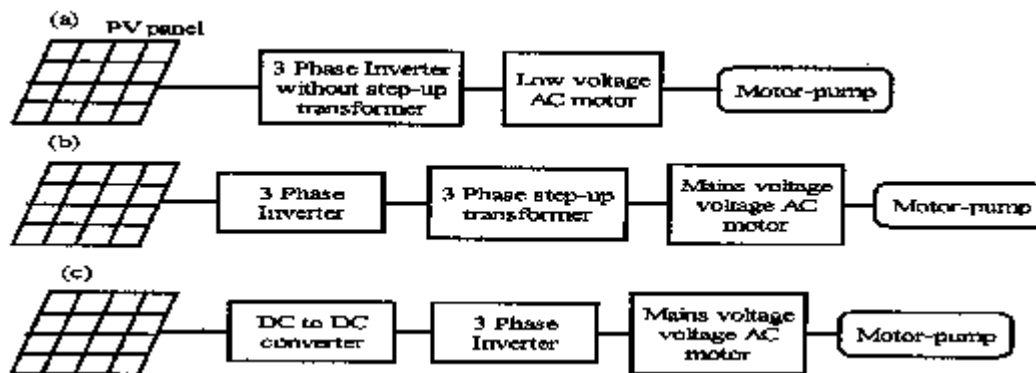 (a)
PV panel
3 Phase Inverter
without step-up
transformer
Low voltage
AC motor
Motor-pump
(b)
3 Phase
Inverter
3 Phase step-up
transformer
Mains voltage
voltage AC
motor
Motor-pump
(c)
DC to DC
converter
3 Phase
Inverter
Mains voltage
voltage AC
motor
Motor-pump